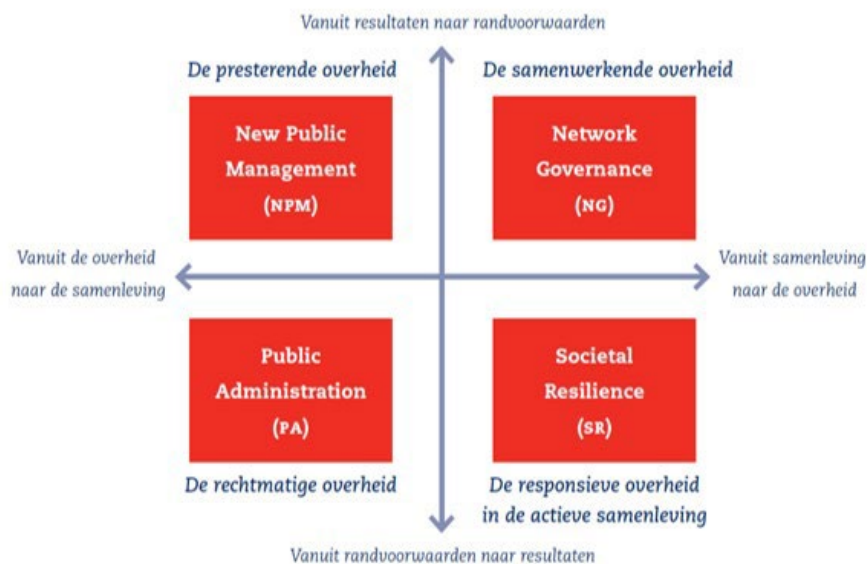 Vanuit resultaten naar randvoorwaarden
De presterende overheid
De samenwerkende overheid
New Public
Management
(NPM)
Network
Governance
(NG)
Vanuit de overheid
naar de samenleving
Vanuit samenleving
naar de overheid
Public
Administration
(PA)
Societal
Resilience
(SR)
De rechtmatige overheid
De responsieve overheid
in de actieve samenleving
Vanuit randvoorwaarden naar resultaten